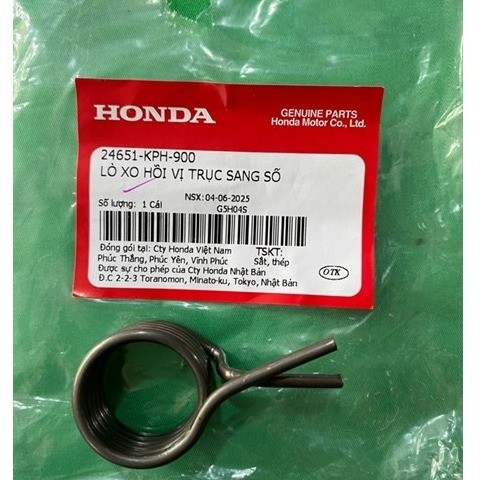 HONDA
GENUINE PARTS
Honda Motor Co., Ltd.
24651-KPH-900
LÒ XO HỒI VỊ TRỤC SANG SỐ
NSX:04-06-2025
Số lượng: 1 Cái
G5H04S
Đóng gói tại: Cty Honda Việt Nam
Phúc Thắng, Phúc Yên, Vĩnh Phúc
TSKT:
Sắt, thép
Được sự cho phép của Cty Honda Nhật Bản
Đ.C 2-2-3 Toranomon, Minato-ku, Tokyo, Nhật Bản
OTK